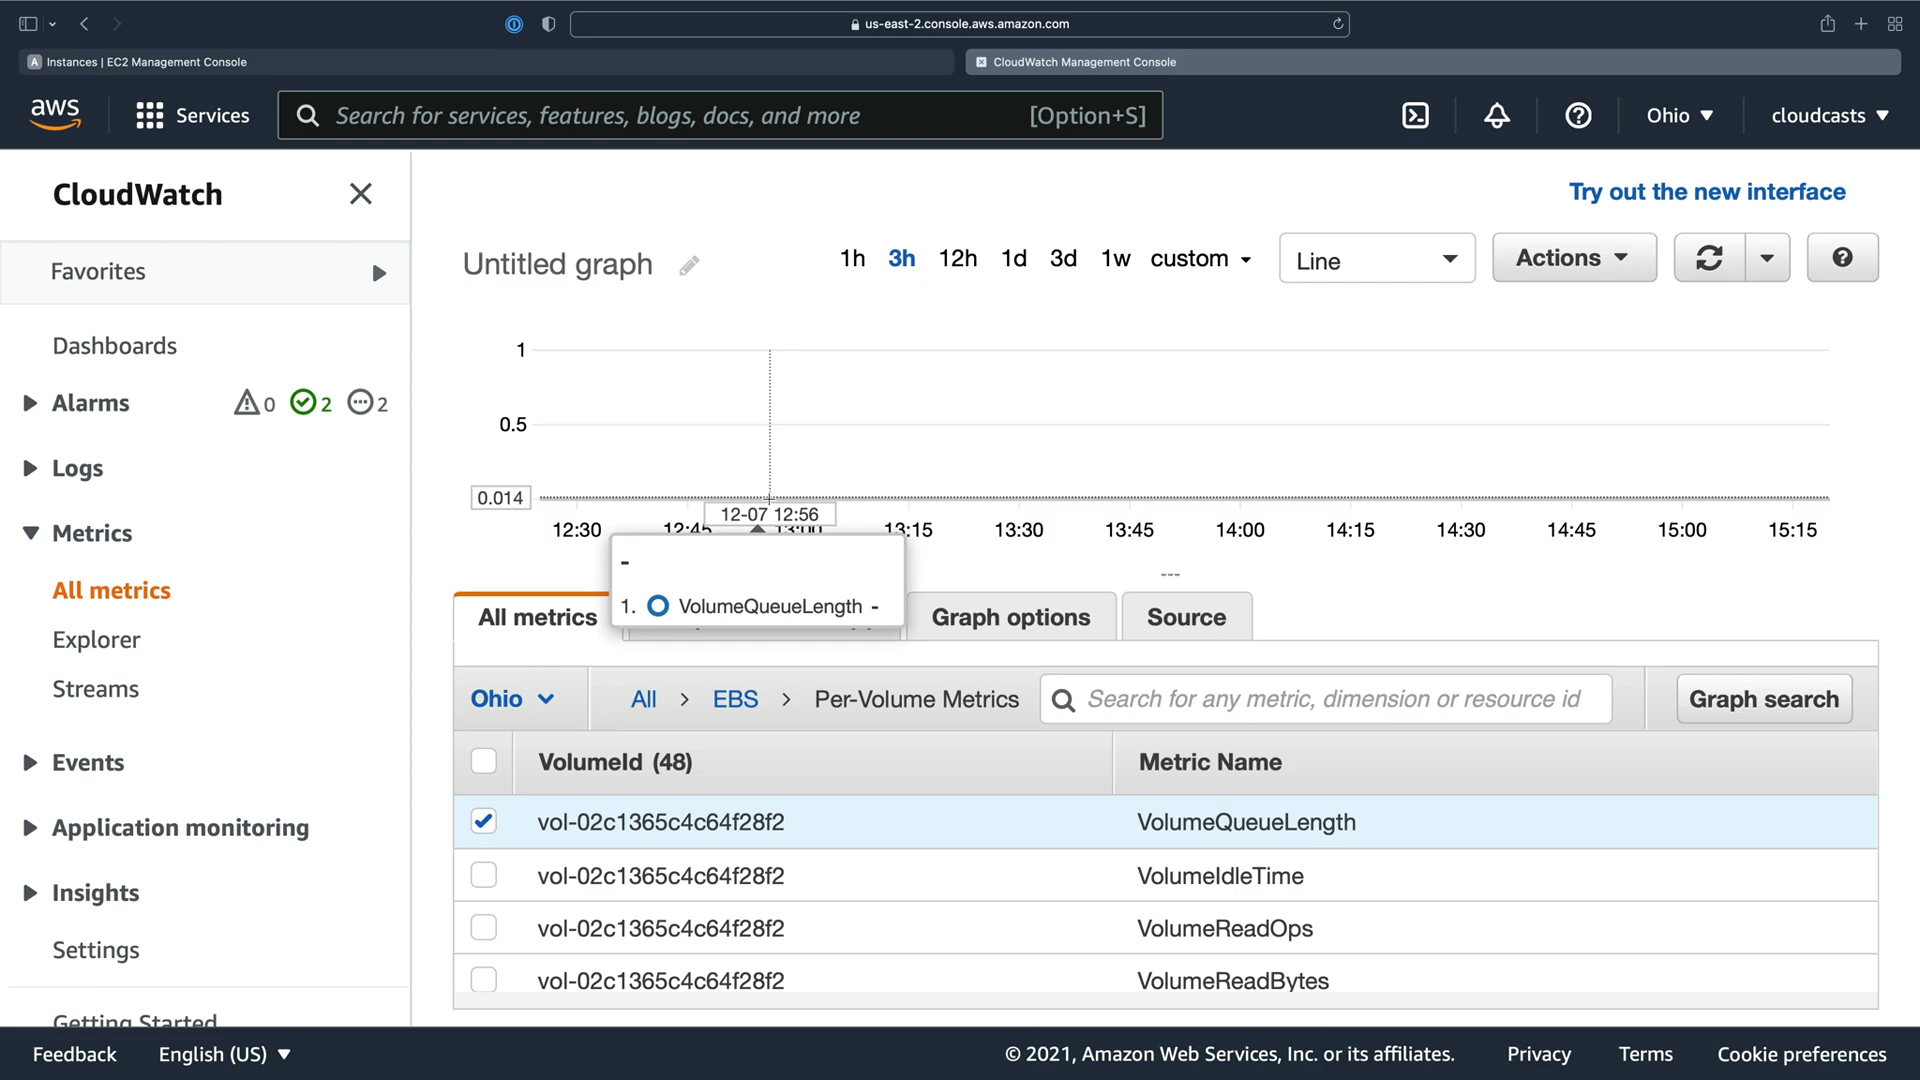 us-east-2.console.aws.amazon.com
A Instances | EC2 Management Console
CloudWatch Management Console
aws
Services
Search for services, features, blogs, docs, and more [Option+S]
Ohio
cloudcasts
CloudWatch
Favorites
Dashboards
Alarms 0 2 2
Logs
Metrics
All metrics
Explorer
Streams
Events
Application monitoring
Insights
Settings
Getting Started
Try out the new interface
Untitled graph
1h 3h 12h 1d 3d 1w custom
Line
Actions
1
0.5
0.014
12-07 12:56
12:30 12:45 13:00 13:15 13:30 13:45 14:00 14:15 14:30 14:45 15:00 15:15
-
1. VolumeQueueLength -
---
All metrics
Graph options
Source
Ohio
All > EBS > Per-Volume Metrics
Search for any metric, dimension or resource id
Graph search
VolumeId (48) Metric Name
vol-02c1365c4c64f28f2 VolumeQueueLength
vol-02c1365c4c64f28f2 VolumeIdleTime
vol-02c1365c4c64f28f2 VolumeReadOps
vol-02c1365c4c64f28f2 VolumeReadBytes
Feedback English (US)
© 2021, Amazon Web Services, Inc. or its affiliates. Privacy Terms Cookie preferences